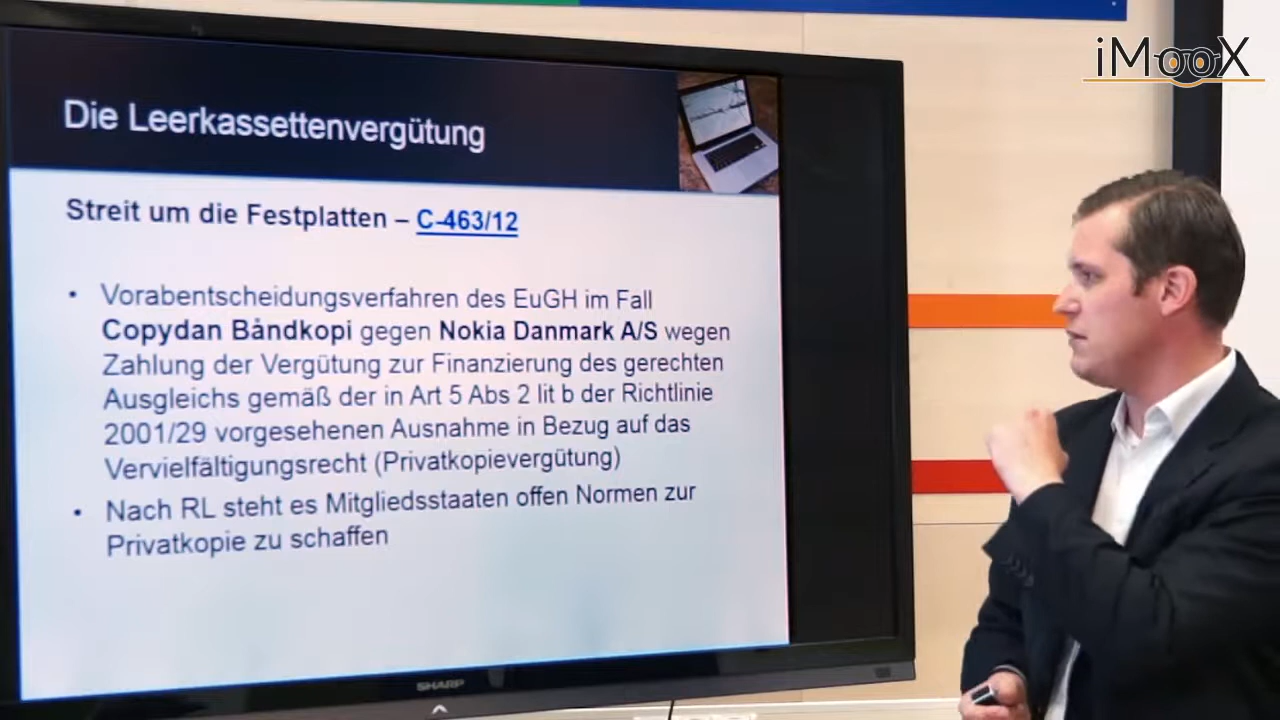 iMooX
Die Leerkassettenvergütung
Streit um die Festplatten – C-463/12
• Vorabentscheidungsverfahren des EuGH im Fall
Copydan Båndkopi gegen Nokia Danmark A/S wegen
Zahlung der Vergütung zur Finanzierung des gerechten
Ausgleichs gemäß der in Art 5 Abs 2 lit b der Richtlinie
2001/29 vorgesehenen Ausnahme in Bezug auf das
Vervielfältigungsrecht (Privatkopievergütung)
• Nach RL steht es Mitgliedsstaaten offen Normen zur
Privatkopie zu schaffen
SHARP